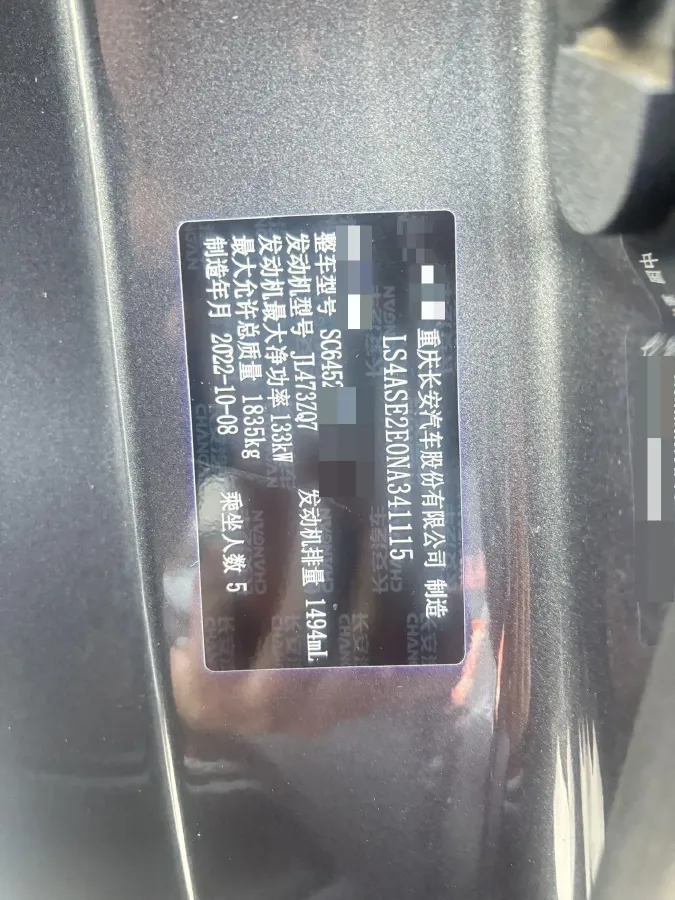 重庆长安汽车股份有限公司 制造
LS4ASE2E0NA341115
整车型号 SC6452
发动机型号 JL473ZQ7 发动机排量 1494mL
发动机最大净功率 133kW
最大允许总质量 1835kg
制造年月 2022-10-08 乘坐人数 5